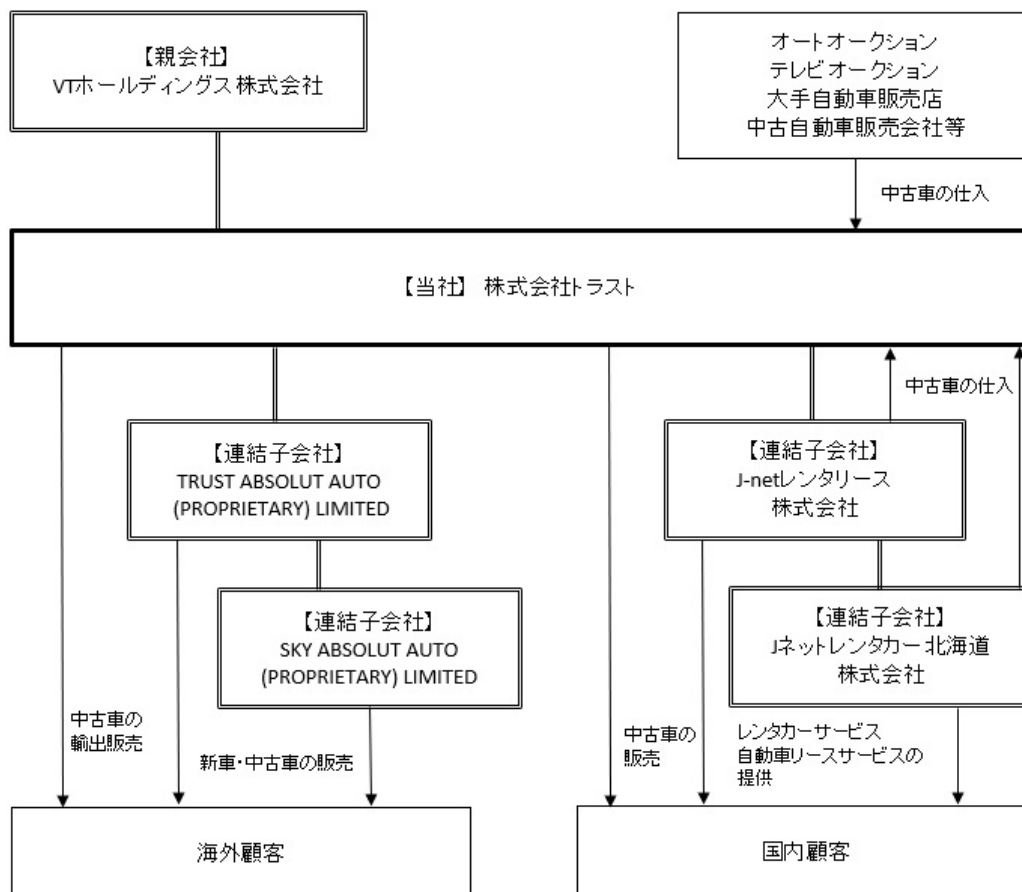 【親会社】
VTホールディングス株式会社
オートオークション
テレビオークション
大手自動車販売店
中古自動車販売会社等
中古車の仕入
【当社】 株式会社トラスト
中古車の仕入
【連結子会社】
TRUST ABSOLUT AUTO
(PROPRIETARY) LIMITED
【連結子会社】
J-netレンタリース
株式会社
【連結子会社】
SKY ABSOLUT AUTO
(PROPRIETARY) LIMITED
【連結子会社】
Jネットレンタカー北海道
株式会社
中古車の
輸出販売
新車・中古車の販売
中古車の
販売
レンタカーサービス
自動車リースサービスの
提供
海外顧客
国内顧客